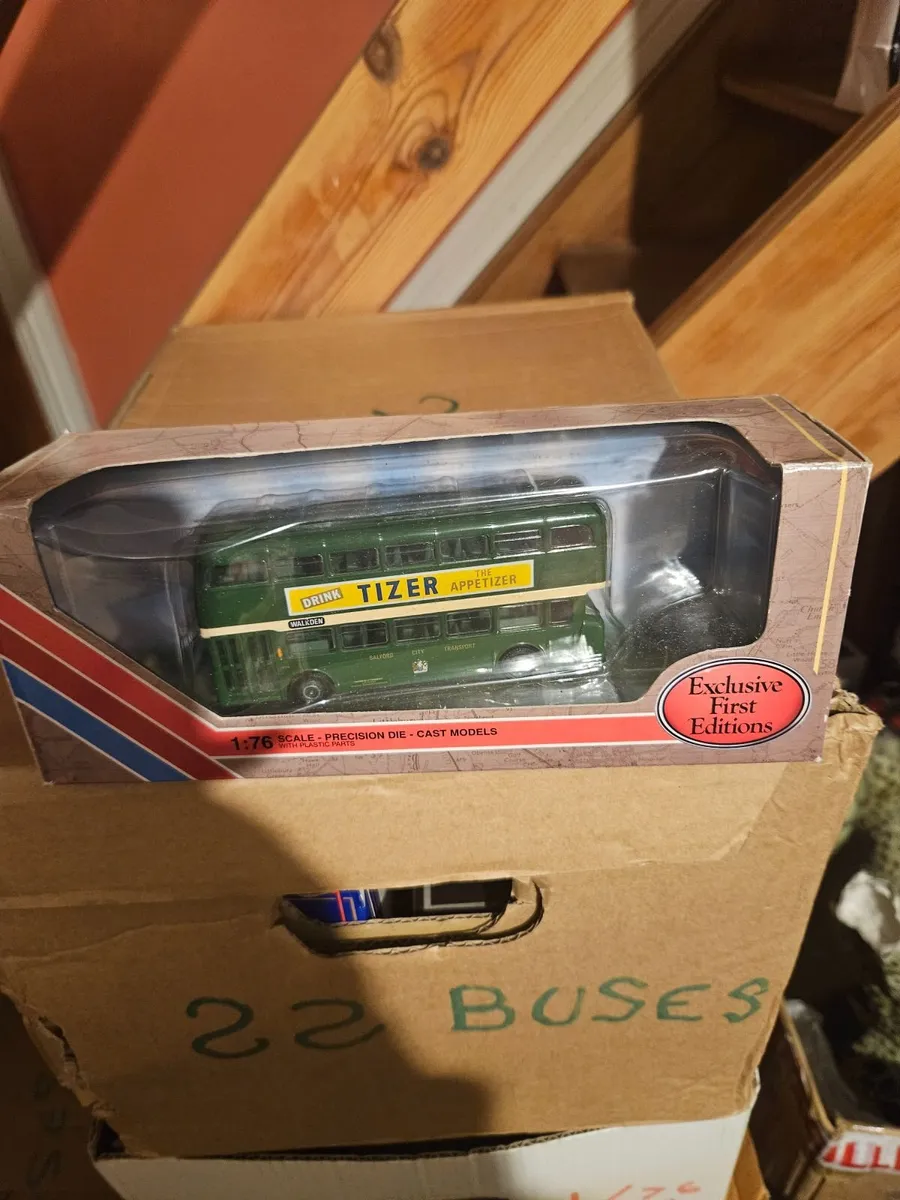 DRINK TIZER THE APPETIZER
WALKDEN
SALFORD CITY TRANSPORT
1:76 SCALE - PRECISION DIE - CAST MODELS
WITH PLASTIC PARTS
Exclusive
First
Editions
22 BUSES